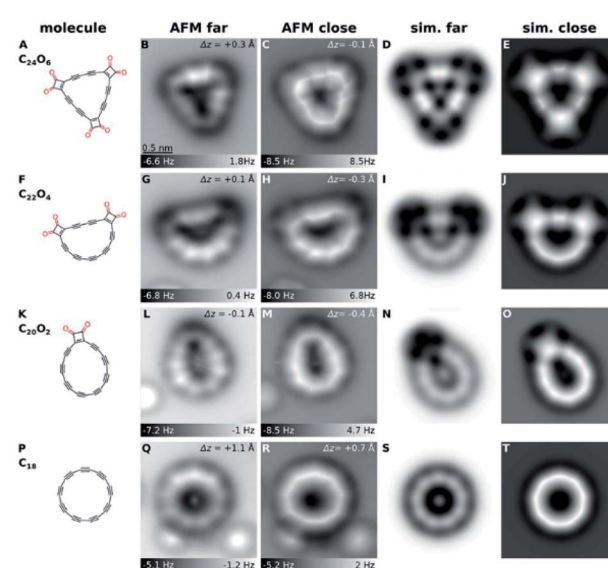 molecule AFM far AFM close sim. far sim. close
A B Δz = +0.3 Å C Δz= -0.1 Å D E
C₂₄O₆
O O O O O O
0.5 nm
-6.6 Hz 1.8Hz -8.5 Hz 8.5Hz
F G Δz = +0.1 Å H Δz= -0.3 Å I J
C₂₂O₄
O O O O
-6.8 Hz 0.4 Hz -8.0 Hz 6.8Hz
K L Δz = -0.1 Å M Δz = -0.4 Å N O
C₂₀O₂
O O
-7.2 Hz -1 Hz -8.5 Hz 4.7 Hz
P Q Δz = +1.1 Å R Δz = +0.7 Å S T
C₁₈
-5.1 Hz -1.2 Hz -5.2 Hz 2 Hz